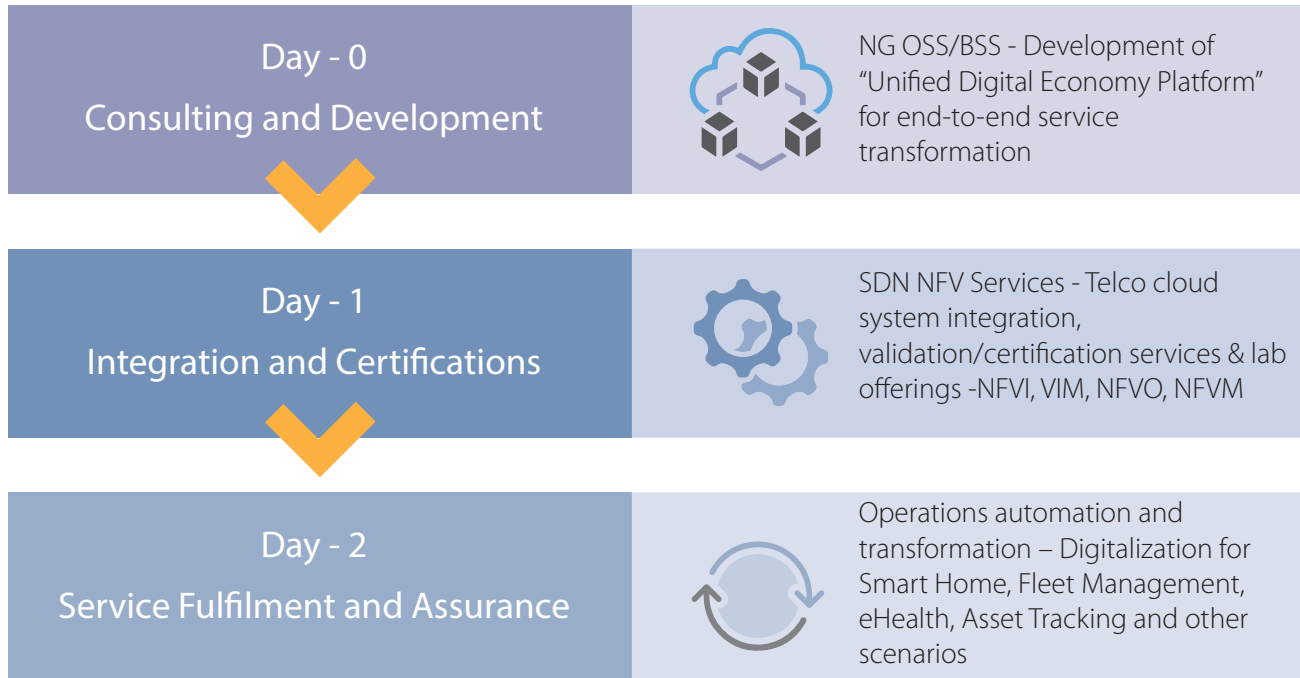 Day - 0
Consulting and Development
NG OSS/BSS - Development of
“Unified Digital Economy Platform”
for end-to-end service
transformation
Day - 1
Integration and Certifications
SDN NFV Services - Telco cloud
system integration,
validation/certification services & lab
offerings -NFVI, VIM, NFVO, NFVM
Day - 2
Service Fulfilment and Assurance
Operations automation and
transformation – Digitalization for
Smart Home, Fleet Management,
eHealth, Asset Tracking and other
scenarios